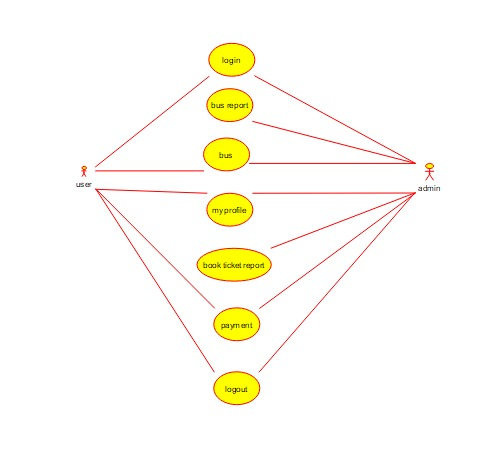 login
bus report
bus
user
admin
myprofile
book ticket report
payment
logout